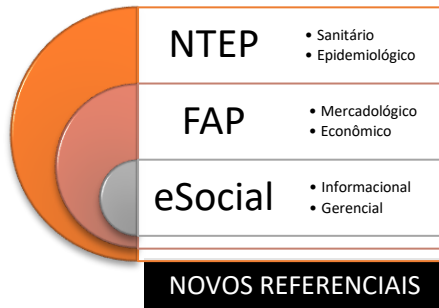 NTEP
• Sanitário
• Epidemiológico
FAP
• Mercadológico
• Econômico
eSocial
• Informacional
• Gerencial
NOVOS REFERENCIAIS